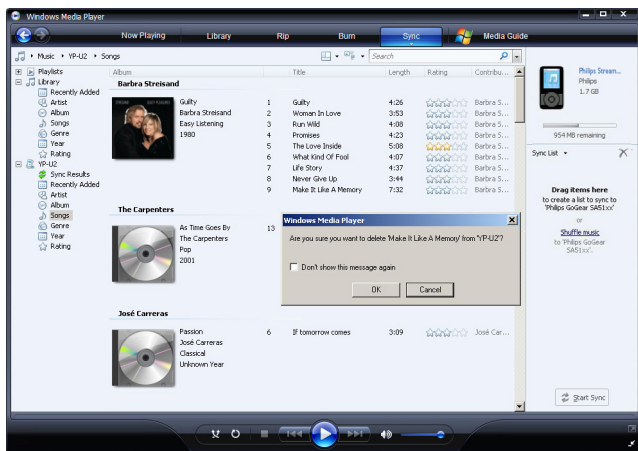 Windows Media Player
Now Playing Library Rip Burn Sync Media Guide
Music YP-U2 Songs Search
Playlists
Library
Recently Added
Artist
Album
Songs
Genre
Year
Rating
YP-U2
Sync Results
Recently Added
Artist
Album
Songs
Genre
Year
Rating
Album Title Length Rating Contribu...
Barbra Streisand
Guilty
Barbra Streisand
Easy Listening
1980
1 Guilty 4:26 Barbra S...
2 Woman In Love 3:53 Barbra S...
3 Run Wild 4:08 Barbra S...
4 Promises 4:23 Barbra S...
5 The Love Inside 5:08 Barbra S...
6 What Kind Of Fool 4:07 Barbra S...
7 Life Story 4:37 Barbra S...
8 Never Give Up 3:44 Barbra S...
9 Make It Like A Memory 7:32 Barbra S...
The Carpenters
As Time Goes By
The Carpenters
Pop
2001
13
Windows Media Player
Are you sure you want to delete 'Make It Like A Memory' from 'YP-U2'?
Don't show this message again
OK Cancel
José Carreras
Passion
José Carreras
Classical
Unknown Year
6 If tomorrow comes 3:09 José Car...
Philips Stream...
Philips
1.7 GB
954 MB remaining
Sync List
Drag items here
to create a list to sync to
'Philips GoGear SA51xx'
or
Shuffle music
to 'Philips GoGear
SA51xx'.
Start Sync